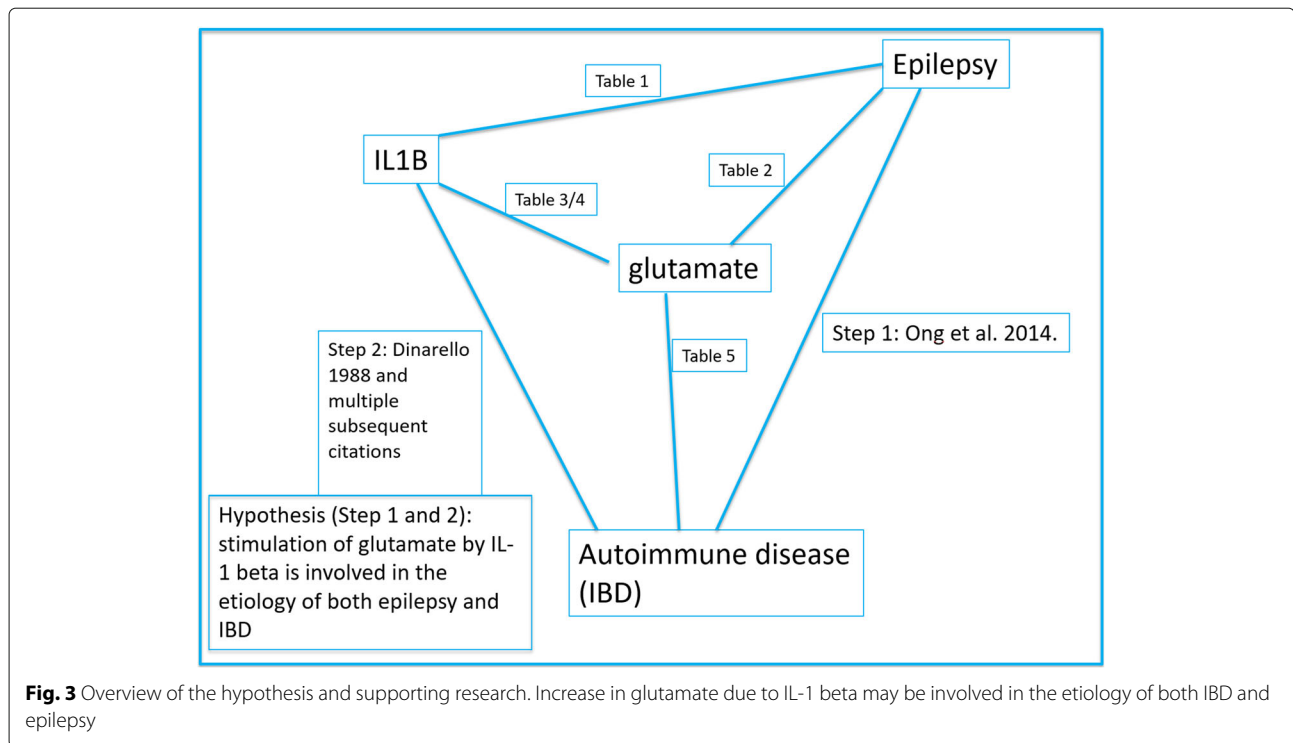 Epilepsy
Table 1
IL1B
Table 2
Table 3/4
glutamate
Step 1: Ong et al. 2014.
Step 2: Dinarello
1988 and
multiple
subsequent
citations
Table 5
Hypothesis (Step 1 and 2):
stimulation of glutamate by IL-
1 beta is involved in the
etiology of both epilepsy and
IBD
Autoimmune disease
(IBD)
Fig. 3 Overview of the hypothesis and supporting research. Increase in glutamate due to IL-1 beta may be involved in the etiology of both IBD and
epilepsy